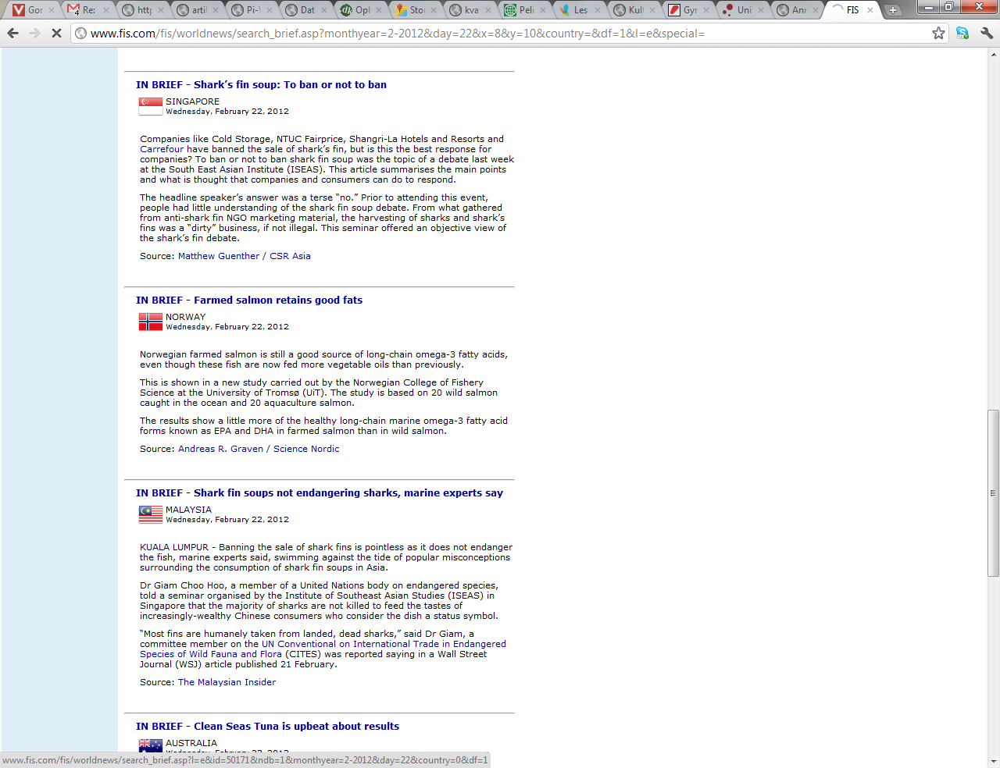 Gor
Re:
http
artil
Pi-\
Dat
Opl
Sto
kva
Peli
Les
Kult
Gyr
Uni
Anr
FIS
www.fis.com/fis/worldnews/search_brief.asp?monthyear=2-2012&day=22&x=8&y=10&country=&df=1&l=e&special=
IN BRIEF - Shark’s fin soup: To ban or not to ban
SINGAPORE
Wednesday, February 22, 2012
Companies like Cold Storage, NTUC Fairprice, Shangri-La Hotels and Resorts and
Carrefour have banned the sale of shark’s fin, but is this the best response for
companies? To ban or not to ban shark fin soup was the topic of a debate last week
at the South East Asian Institute (ISEAS). This article summarises the main points
and what is thought that companies and consumers can do to respond.
The headline speaker’s answer was a terse “no.” Prior to attending this event,
people had little understanding of the shark fin soup debate. From what gathered
from anti-shark fin NGO marketing material, the harvesting of sharks and shark’s
fins was a “dirty” business, if not illegal. This seminar offered an objective view of
the shark’s fin debate.
Source: Matthew Guenther / CSR Asia
IN BRIEF - Farmed salmon retains good fats
NORWAY
Wednesday, February 22, 2012
Norwegian farmed salmon is still a good source of long-chain omega-3 fatty acids,
even though these fish are now fed more vegetable oils than previously.
This is shown in a new study carried out by the Norwegian College of Fishery
Science at the University of Tromsø (UiT). The study is based on 20 wild salmon
caught in the ocean and 20 aquaculture salmon.
The results show a little more of the healthy long-chain marine omega-3 fatty acid
forms known as EPA and DHA in farmed salmon than in wild salmon.
Source: Andreas R. Graven / Science Nordic
IN BRIEF - Shark fin soups not endangering sharks, marine experts say
MALAYSIA
Wednesday, February 22, 2012
KUALA LUMPUR - Banning the sale of shark fins is pointless as it does not endanger
the fish, marine experts said, swimming against the tide of popular misconceptions
surrounding the consumption of shark fin soups in Asia.
Dr Giam Choo Hoo, a member of a United Nations body on endangered species,
told a seminar organised by the Institute of Southeast Asian Studies (ISEAS) in
Singapore that the majority of sharks are not killed to feed the tastes of
increasingly-wealthy Chinese consumers who consider the dish a status symbol.
“Most fins are humanely taken from landed, dead sharks,” said Dr Giam, a
committee member on the UN Conventional on International Trade in Endangered
Species of Wild Fauna and Flora (CITES) was reported saying in a Wall Street
Journal (WSJ) article published 21 February.
Source: The Malaysian Insider
IN BRIEF - Clean Seas Tuna is upbeat about results
AUSTRALIA
www.fis.com/fis/worldnews/search_brief.asp?l=e&id=50171&ndb=1&monthyear=2-2012&day=22&country=0&df=1